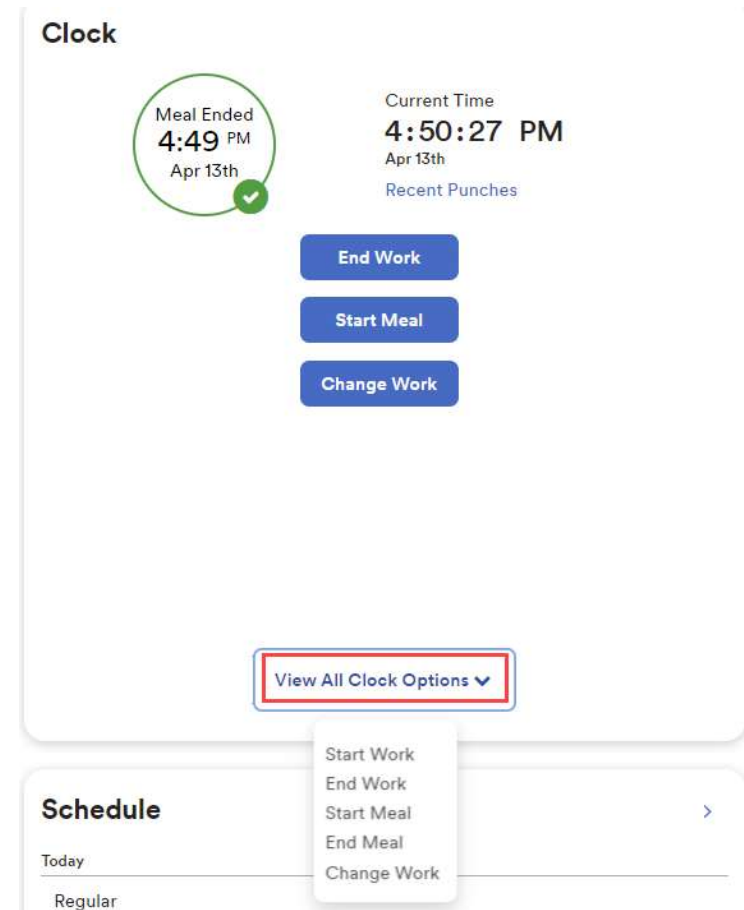 Clock
Meal Ended
4:49 PM
Apr 13th
Current Time
4:50:27 PM
Apr 13th
Recent Punches
End Work
Start Meal
Change Work
View All Clock Options
Start Work
End Work
Start Meal
End Meal
Change Work
Schedule
Today
Regular